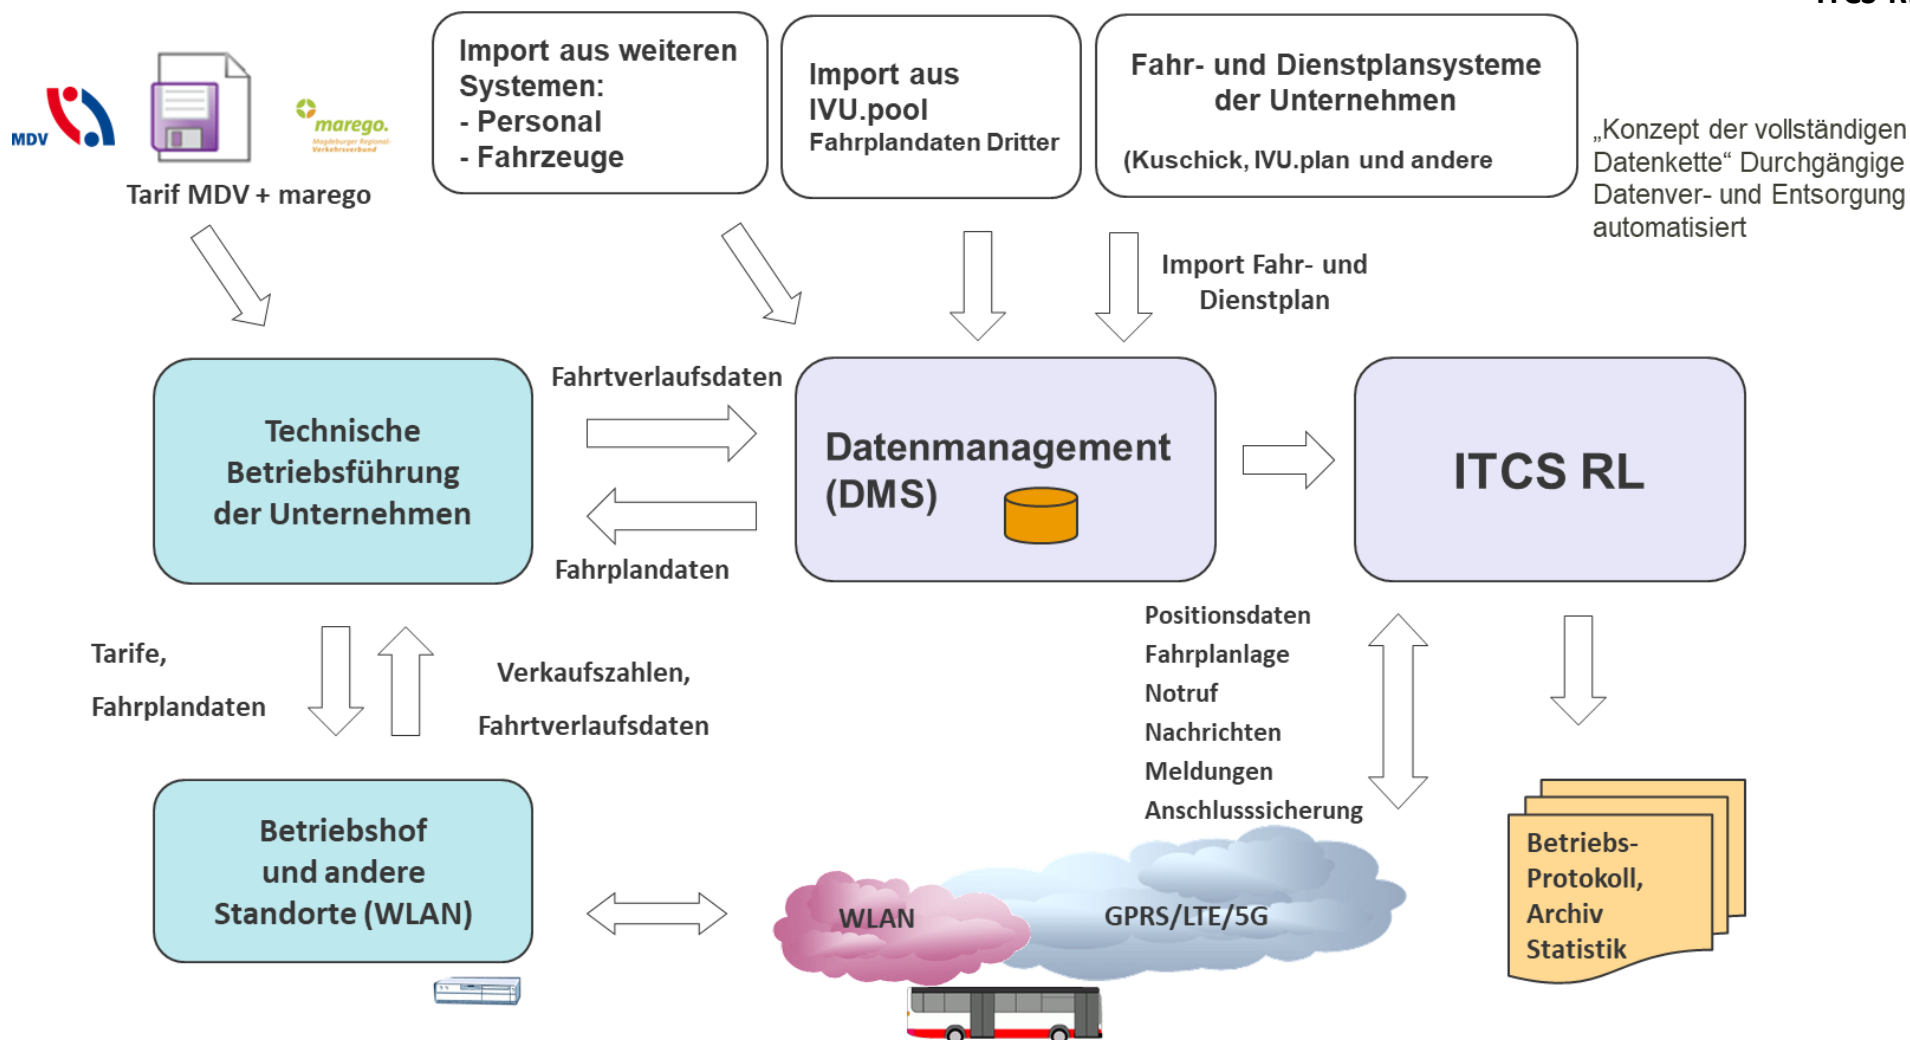 MDV
marego.
Magdeburger Regional-
Verkehrsverbund
Tarif MDV + marego
Import aus weiteren
Systemen:
- Personal
- Fahrzeuge
Import aus
IVU.pool
Fahrplandaten Dritter
Fahr- und Dienstplansysteme
der Unternehmen
(Kuschick, IVU.plan und andere
„Konzept der vollständigen
Datenkette“ Durchgängige
Datenver- und Entsorgung
automatisiert
Import Fahr- und
Dienstplan
Technische
Betriebsführung
der Unternehmen
Fahrtverlaufsdaten
Fahrplandaten
Datenmanagement
(DMS)
ITCS RL
Tarife,
Fahrplandaten
Verkaufszahlen,
Fahrtverlaufsdaten
Positionsdaten
Fahrplanlage
Notruf
Nachrichten
Meldungen
Anschlusssicherung
Betriebshof
und andere
Standorte (WLAN)
WLAN
GPRS/LTE/5G
Betriebs-
Protokoll,
Archiv
Statistik